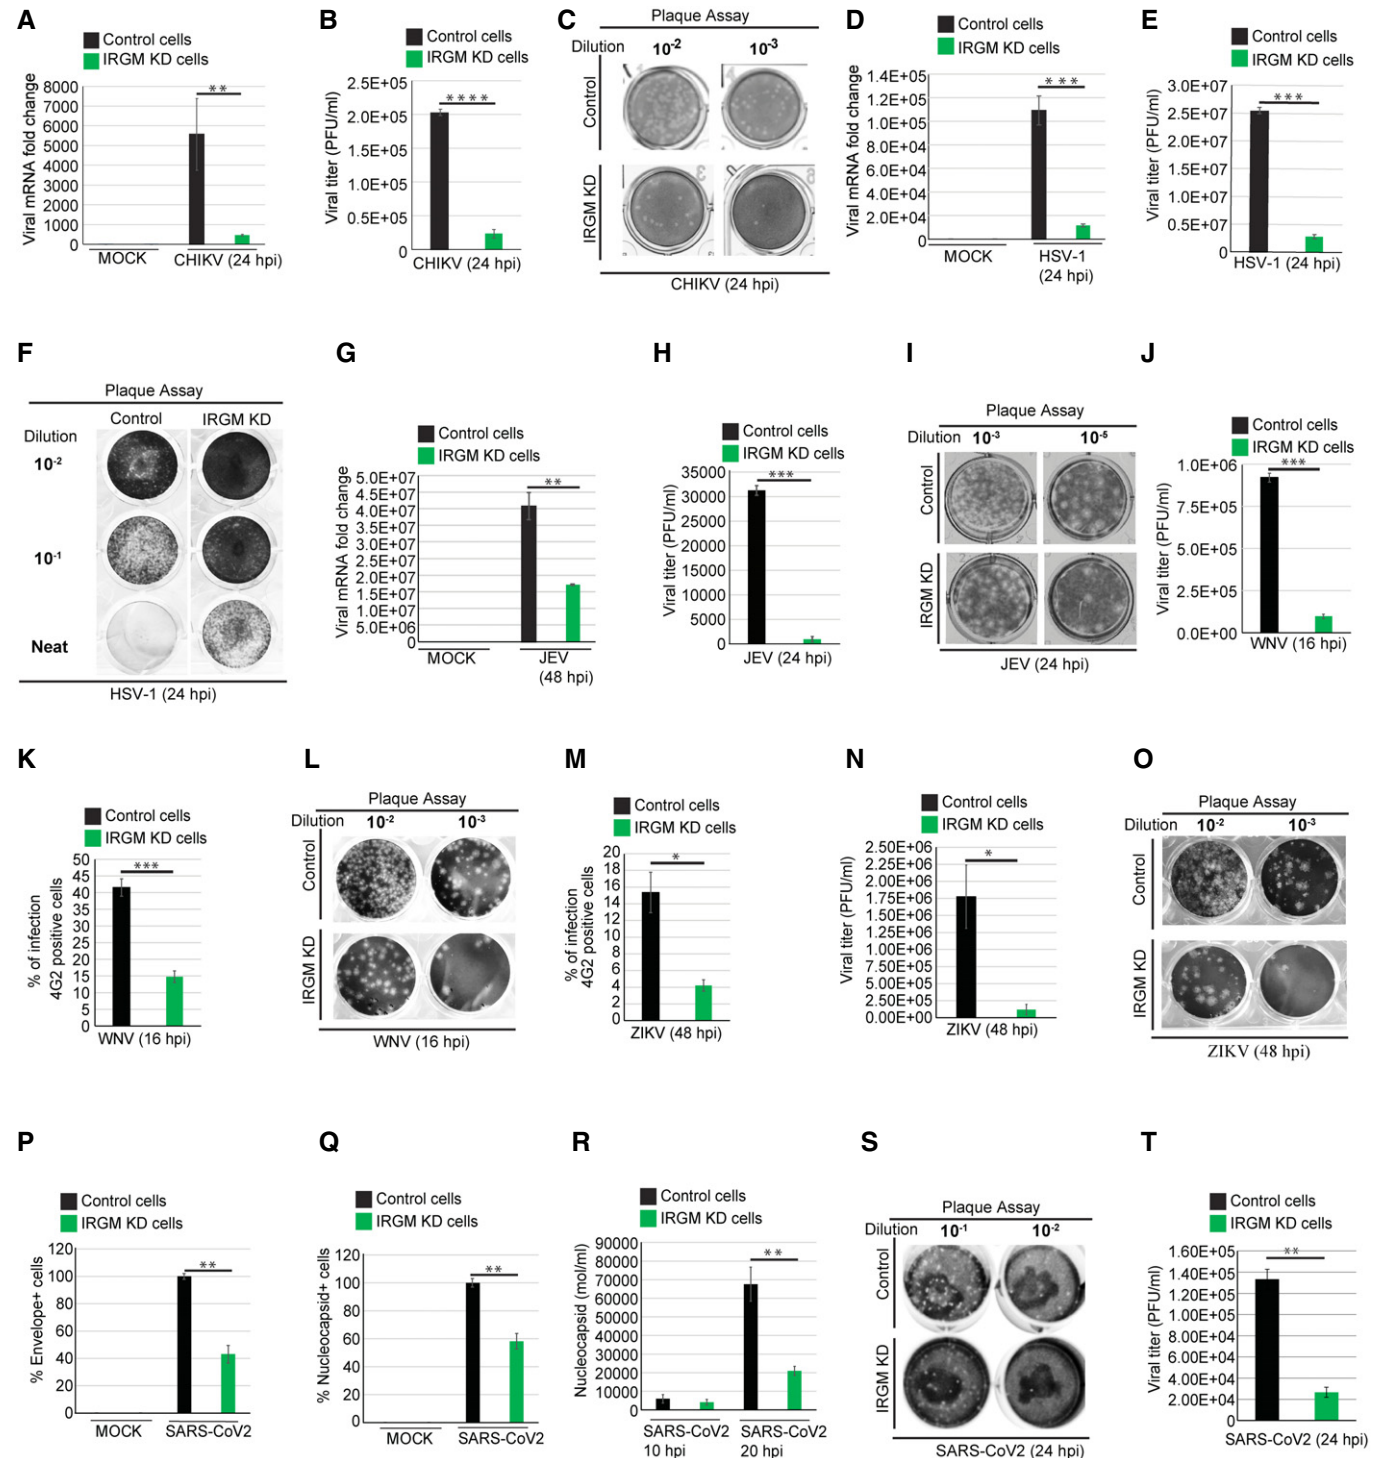 A
Control cells
IRGM KD cells
Viral mRNA fold change
8000
7000
6000
5000
4000
3000
2000
1000
0
**
MOCK
CHIKV (24 hpi)
B
Control cells
IRGM KD cells
Viral titer (PFU/ml)
2.5E+05
2.0E+05
1.5E+05
1.0E+05
0.5E+05
0
****
CHIKV (24 hpi)
C
Plaque Assay
Dilution 10-2 10-3
Control
IRGM KD
CHIKV (24 hpi)
D
Control cells
IRGM KD cells
Viral mRNA fold change
1.4E+05
1.2E+05
1.0E+05
8.0E+04
6.0E+04
4.0E+04
2.0E+04
0
***
MOCK
HSV-1
(24 hpi)
E
Control cells
IRGM KD cells
Viral titer (PFU/ml)
3.0E+07
2.5E+07
2.0E+07
1.5E+07
1.0E+07
0.5E+07
0
***
HSV-1 (24 hpi)
F
Plaque Assay
Control IRGM KD
Dilution
10-2
10-1
Neat
HSV-1 (24 hpi)
G
Control cells
IRGM KD cells
Viral mRNA fold change
5.0E+07
4.5E+07
4.0E+07
3.5E+07
3.0E+07
2.5E+07
2.0E+07
1.5E+07
1.0E+07
5.0E+06
0
**
MOCK
JEV
(48 hpi)
H
Control cells
IRGM KD cells
Viral titer (PFU/ml)
35000
30000
25000
20000
15000
10000
5000
0
***
JEV (24 hpi)
I
Plaque Assay
Dilution 10-3 10-5
Control
IRGM KD
JEV (24 hpi)
J
Control cells
IRGM KD cells
Viral titer (PFU/ml)
1.0E+06
7.5E+05
5.0E+05
2.5E+05
0.0E+00
***
WNV (16 hpi)
K
Control cells
IRGM KD cells
% of infection
4G2 positive cells
50
45
40
35
30
25
20
15
10
5
0
***
WNV (16 hpi)
L
Plaque Assay
Dilution 10-2 10-3
Control
IRGM KD
WNV (16 hpi)
M
Control cells
IRGM KD cells
% of infection
4G2 positive cells
20
18
16
14
12
10
8
6
4
2
0
*
ZIKV (48 hpi)
N
Control cells
IRGM KD cells
Viral titer (PFU/ml)
2.50E+06
2.25E+06
2.00E+06
1.75E+06
1.50E+06
1.25E+06
1.00E+06
7.50E+05
5.00E+05
2.50E+05
0.00E+00
*
ZIKV (48 hpi)
O
Plaque Assay
Dilution 10-2 10-3
Control
IRGM KD
ZIKV (48 hpi)
P
Control cells
IRGM KD cells
% Envelope+ cells
120
100
80
60
40
20
0
**
MOCK
SARS-CoV2
Q
Control cells
IRGM KD cells
% Nucleocapsid+ cells
120
100
80
60
40
20
0
**
MOCK
SARS-CoV2
R
Control cells
IRGM KD cells
Nucleocapsid (mol/ml)
90000
80000
70000
60000
50000
40000
30000
20000
10000
0
**
SARS-CoV2
10 hpi
SARS-CoV2
20 hpi
S
Plaque Assay
Dilution 10-1 10-2
Control
IRGM KD
SARS-CoV2 (24 hpi)
T
Control cells
IRGM KD cells
Viral titer (PFU/ml)
1.60E+05
1.40E+05
1.20E+05
1.00E+05
8.00E+04
6.00E+04
4.00E+04
2.00E+04
0
**
SARS-CoV2 (24 hpi)